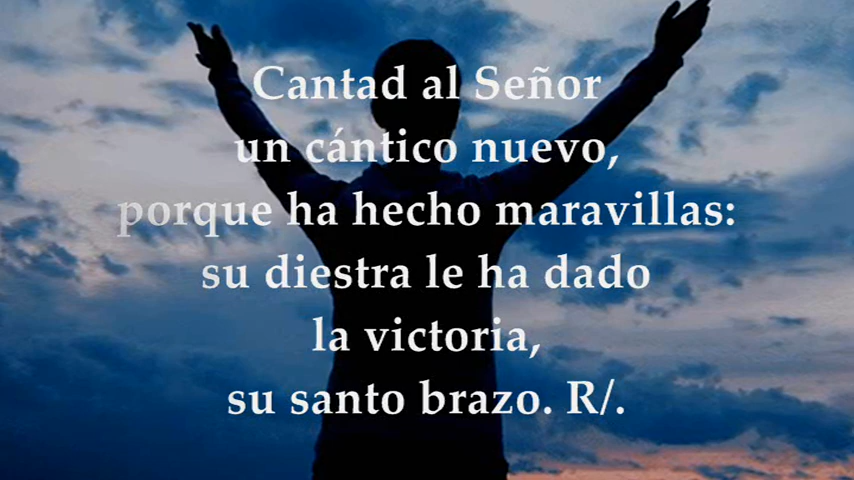 Cantad al Señor
un cántico nuevo,
porque ha hecho maravillas:
su diestra le ha dado
la victoria,
su santo brazo. R/.